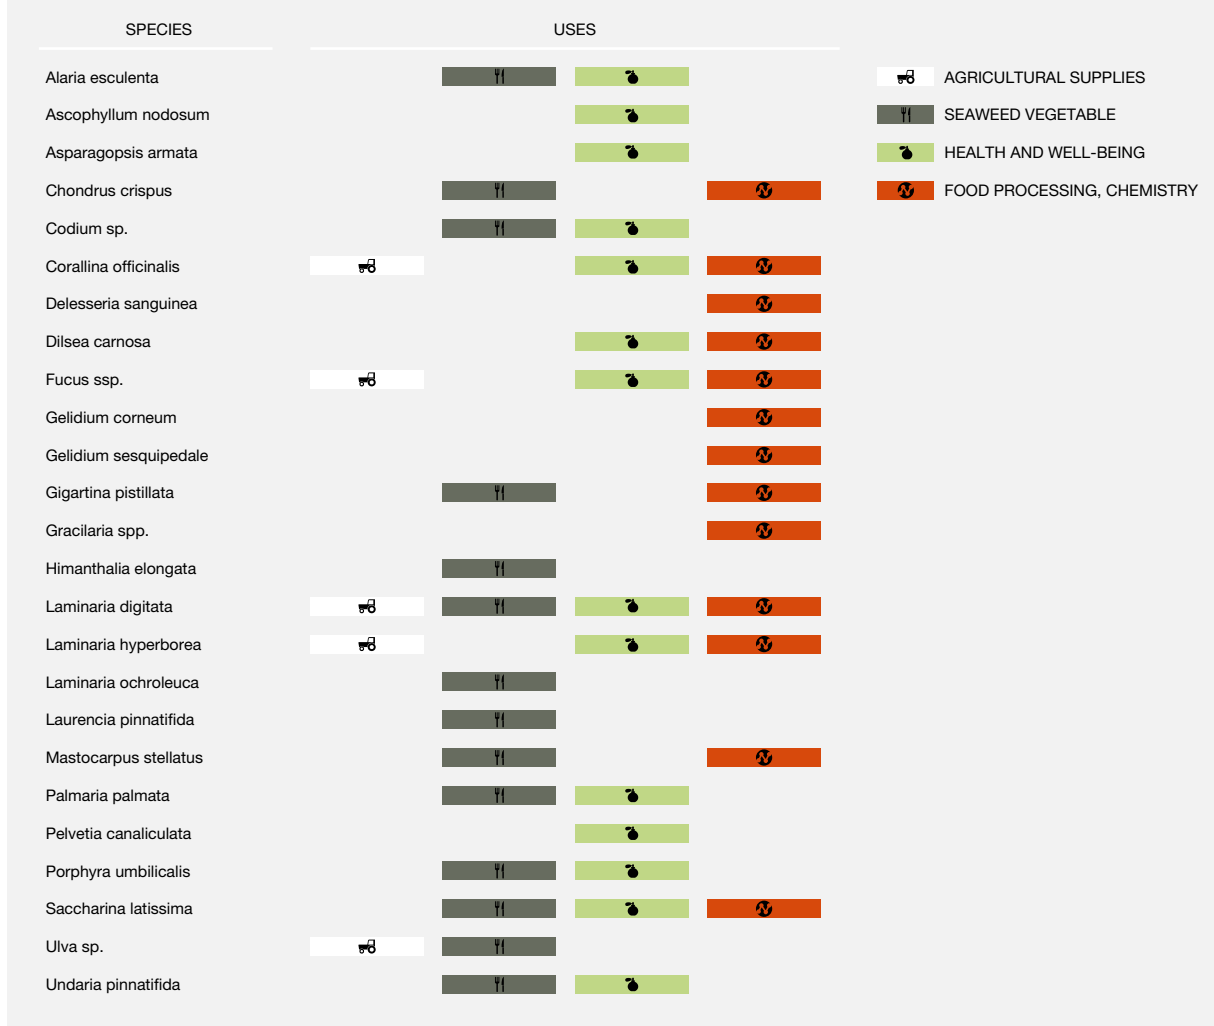 SPECIES USES
Alaria esculenta AGRICULTURAL SUPPLIES
Ascophyllum nodosum SEAWEED VEGETABLE
Asparagopsis armata HEALTH AND WELL-BEING
Chondrus crispus FOOD PROCESSING, CHEMISTRY
Codium sp.
Corallina officinalis
Delesseria sanguinea
Dilsea carnosa
Fucus ssp.
Gelidium corneum
Gelidium sesquipedale
Gigartina pistillata
Gracilaria spp.
Himanthalia elongata
Laminaria digitata
Laminaria hyperborea
Laminaria ochroleuca
Laurencia pinnatifida
Mastocarpus stellatus
Palmaria palmata
Pelvetia canaliculata
Porphyra umbilicalis
Saccharina latissima
Ulva sp.
Undaria pinnatifida